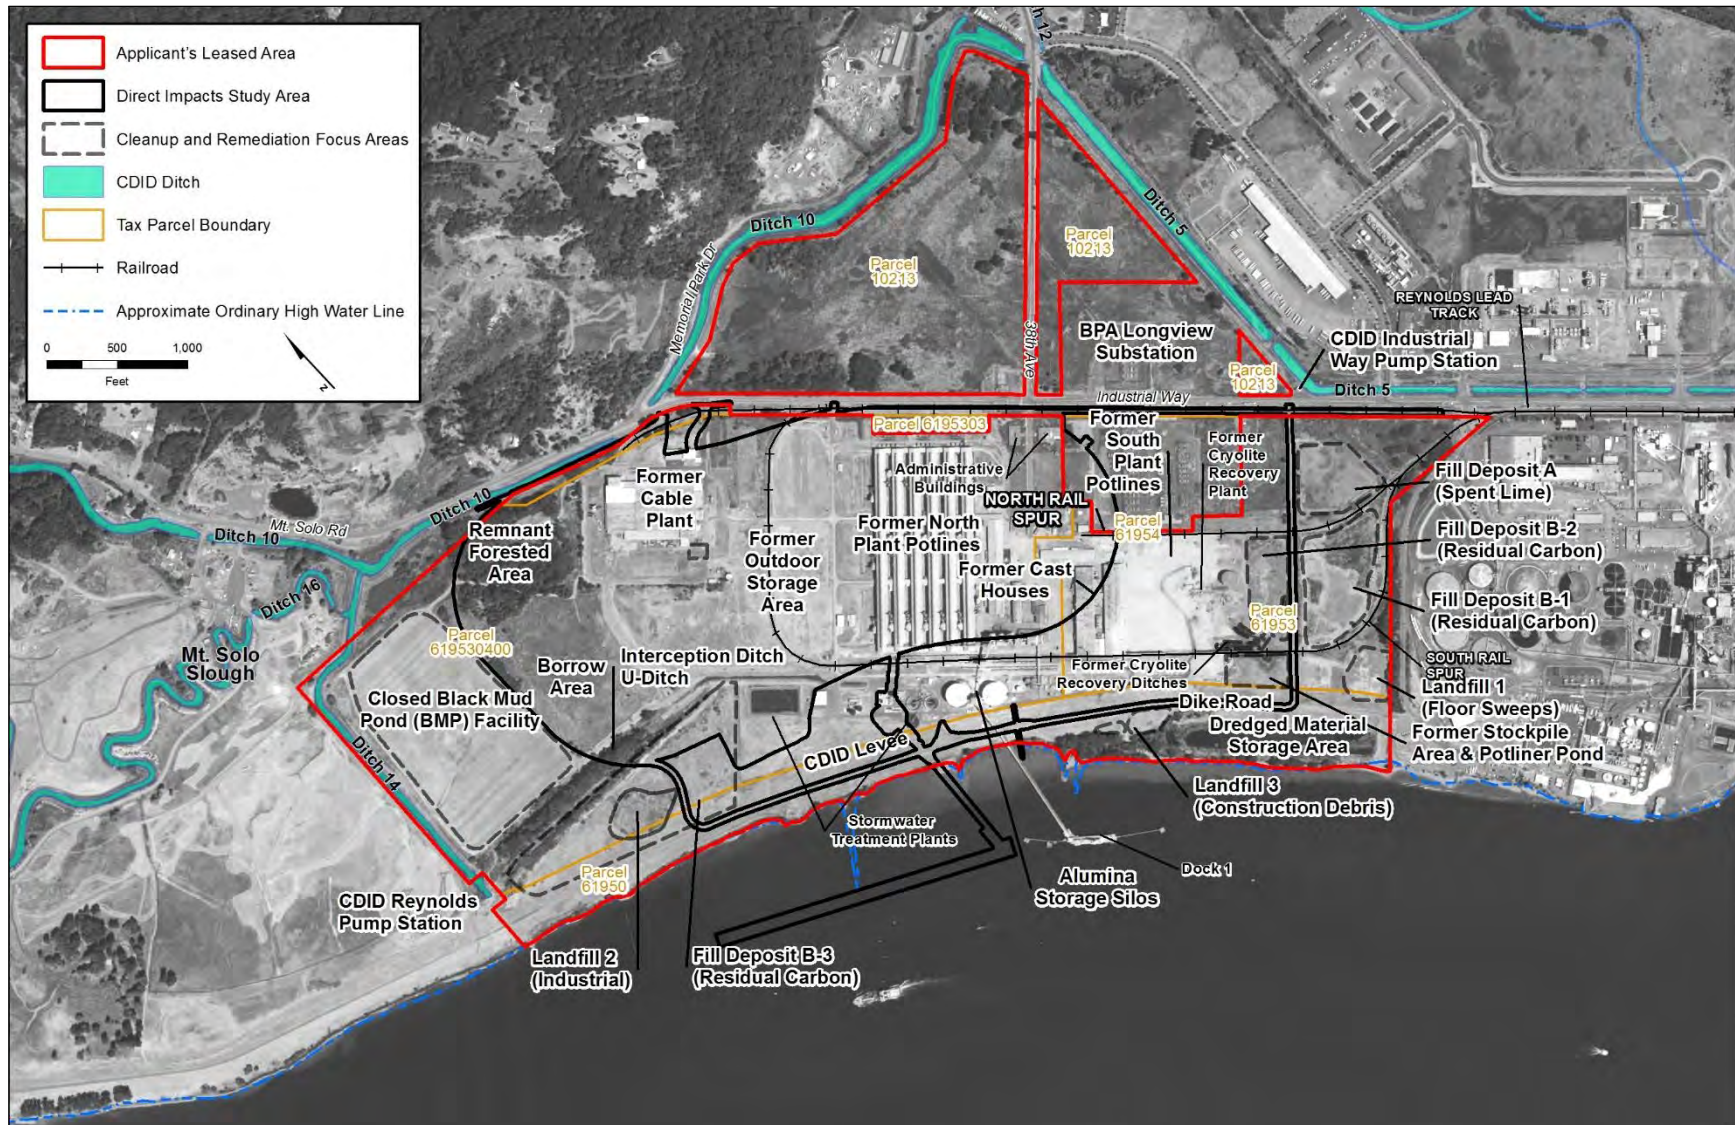 Applicant's Leased Area
Direct Impacts Study Area
Cleanup and Remediation Focus Areas
CDID Ditch
Tax Parcel Boundary
Railroad
Approximate Ordinary High Water Line
0 500 1,000
Feet
N
12
Ditch 10
Ditch 5
Memorial Park Dr
Parcel
10213
Parcel
10213
38th Ave
BPA Longview
Substation
Parcel
10213
REYNOLDS LEAD
TRACK
CDID Industrial
Way Pump Station
Ditch 5
Industrial Way
Parcel 6195303
Administrative
Buildings
Former
South
Plant
Potlines
Former
Cryolite
Recovery
Plant
Fill Deposit A
(Spent Lime)
Former
Cable
Plant
NORTH RAIL
SPUR
Ditch 10
Mt. Solo Rd
Ditch 10
Remnant
Forested
Area
Former
Outdoor
Storage
Area
Former North
Plant Potlines
Parcel
61954
Former Cast
Houses
Fill Deposit B-2
(Residual Carbon)
Fill Deposit B-1
(Residual Carbon)
Ditch 16
Mt. Solo
Slough
Parcel
619530400
Parcel
61953
Borrow
Area
Interception Ditch
U-Ditch
Former Cryolite
Recovery Ditches
SOUTH RAIL
SPUR
Landfill 1
(Floor Sweeps)
Closed Black Mud
Pond (BMP) Facility
Dike Road
Dredged Material
Storage Area
Former Stockpile
Area & Potliner Pond
CDID Levee
Ditch 14
Landfill 3
(Construction Debris)
Stormwater
Treatment Plants
Parcel
61950
Alumina
Storage Silos
Dock 1
CDID Reynolds
Pump Station
Landfill 2
(Industrial)
Fill Deposit B-3
(Residual Carbon)